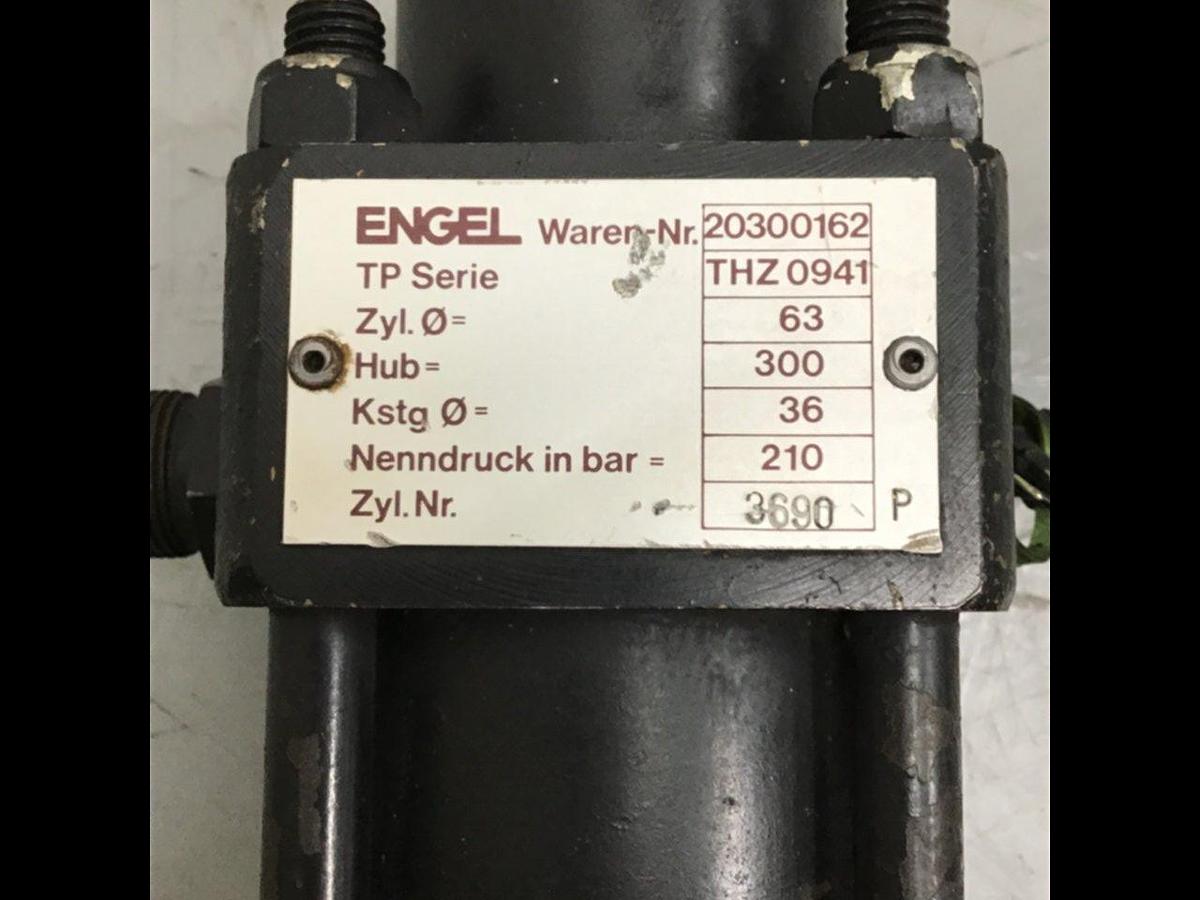 ENGEL Waren-Nr. 20300162
TP Serie THZ 0941
Zyl. Ø= 63
Hub= 300
Kstg Ø= 36
Nenndruck in bar = 210
Zyl. Nr. 3690 P